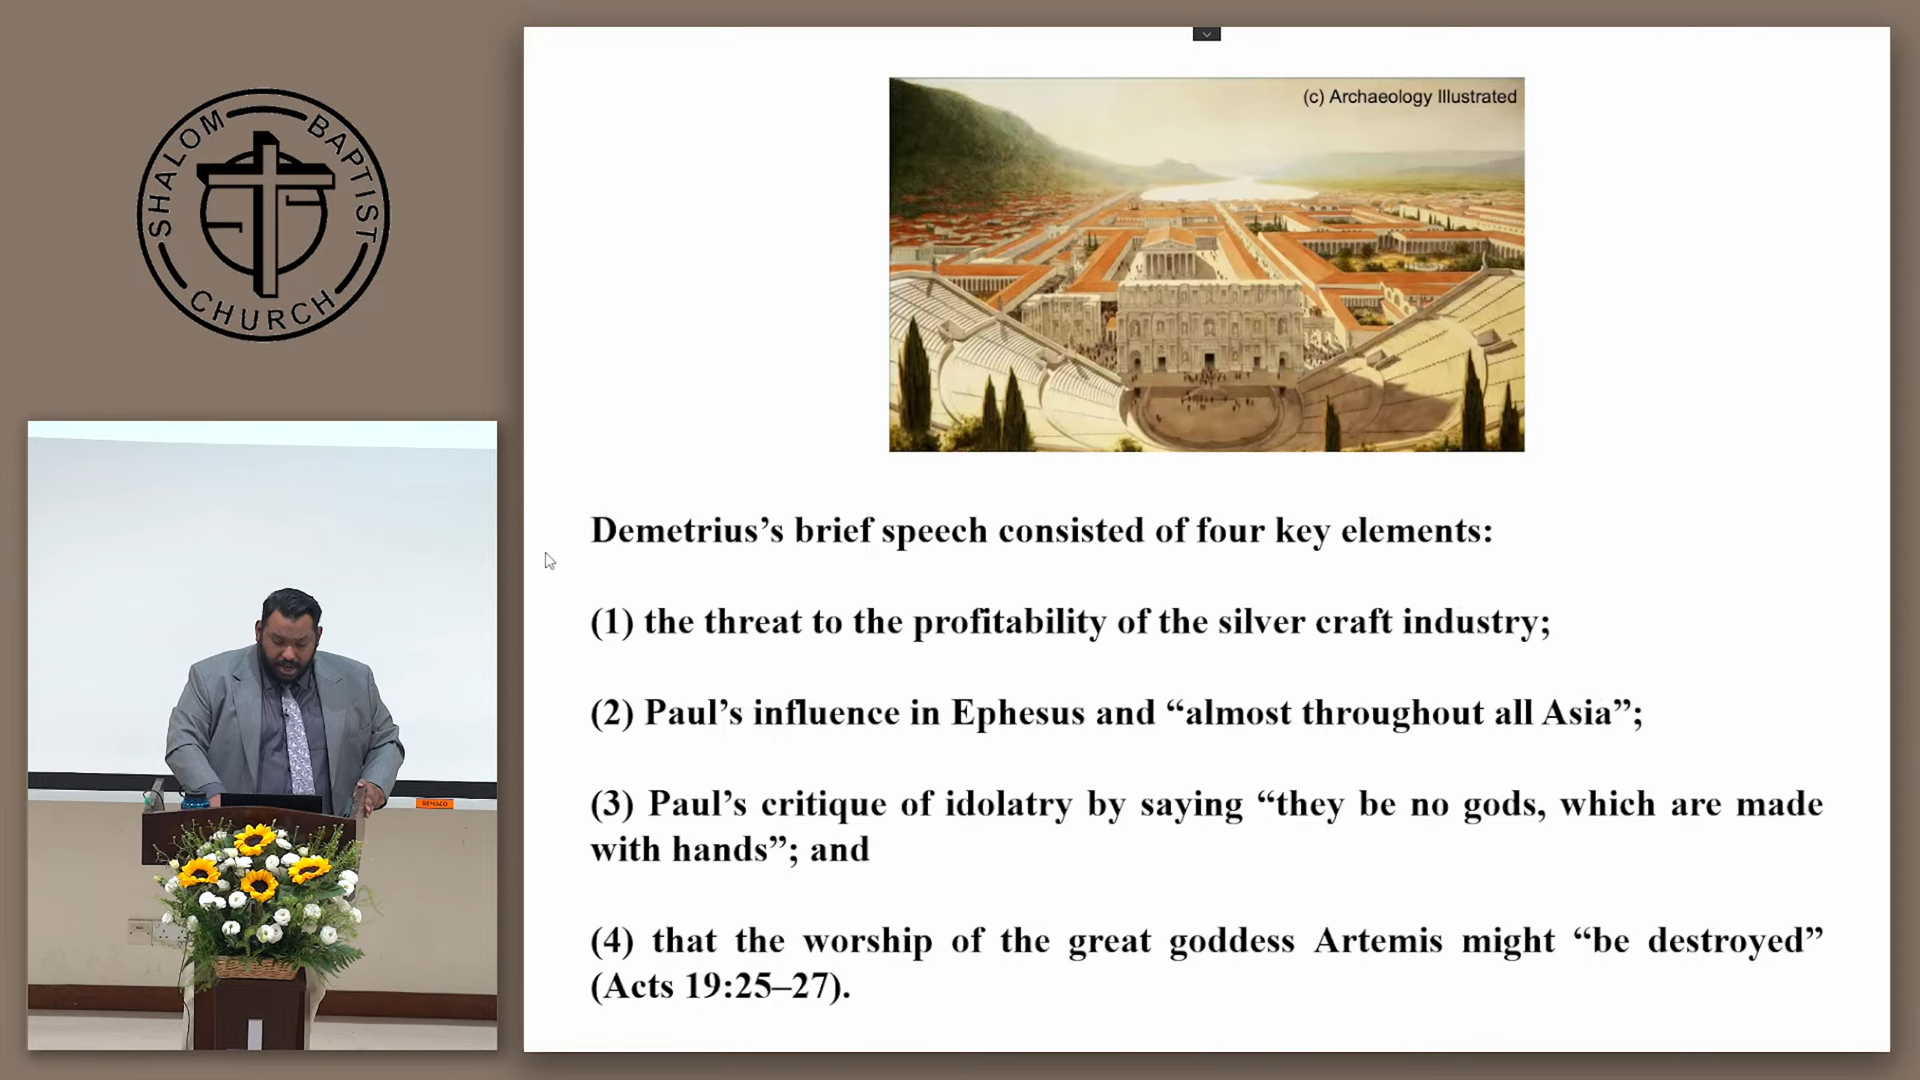 SHALOM BAPTIST CHURCH
(c) Archaeology Illustrated
Demetrius’s brief speech consisted of four key elements:
(1) the threat to the profitability of the silver craft industry;
(2) Paul’s influence in Ephesus and “almost throughout all Asia”;
(3) Paul’s critique of idolatry by saying “they be no gods, which are made
with hands”; and
(4) that the worship of the great goddess Artemis might “be destroyed”
(Acts 19:25–27).
REMACO